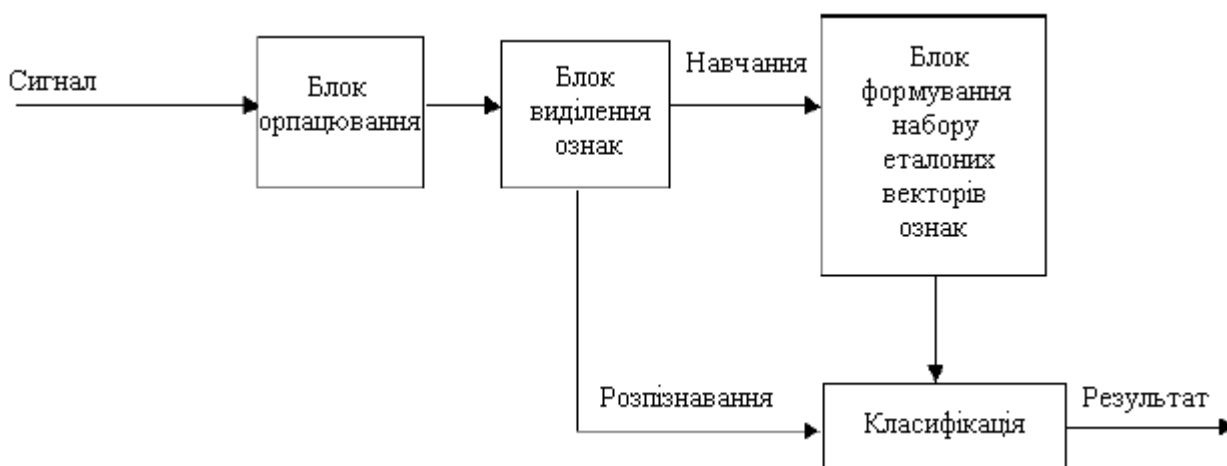 Сигнал
Блок
орпацювання
Блок
виділення
ознак
Навчання
Блок
формування
набору
еталоних
векторів
ознак
Розпізнавання
Класифікація
Результат